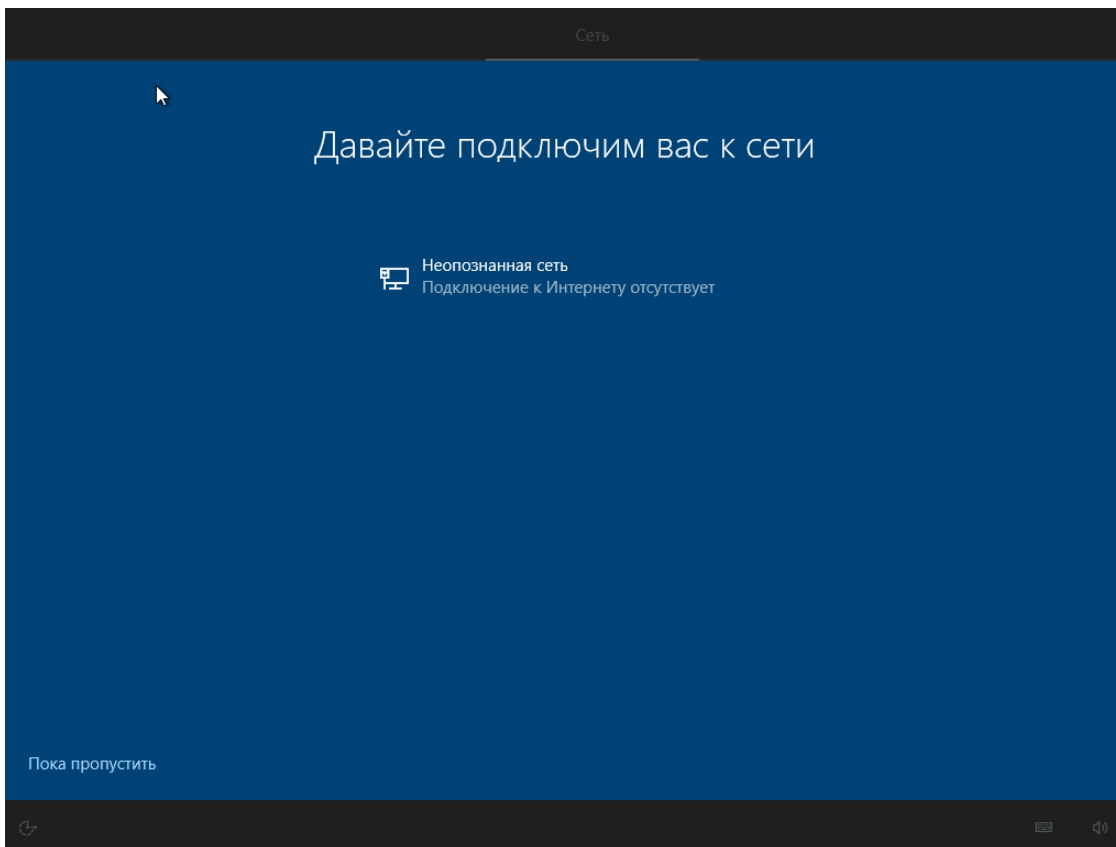 Сеть
Давайте подключим вас к сети
Неопознанная сеть
Подключение к Интернету отсутствует
Пока пропустить